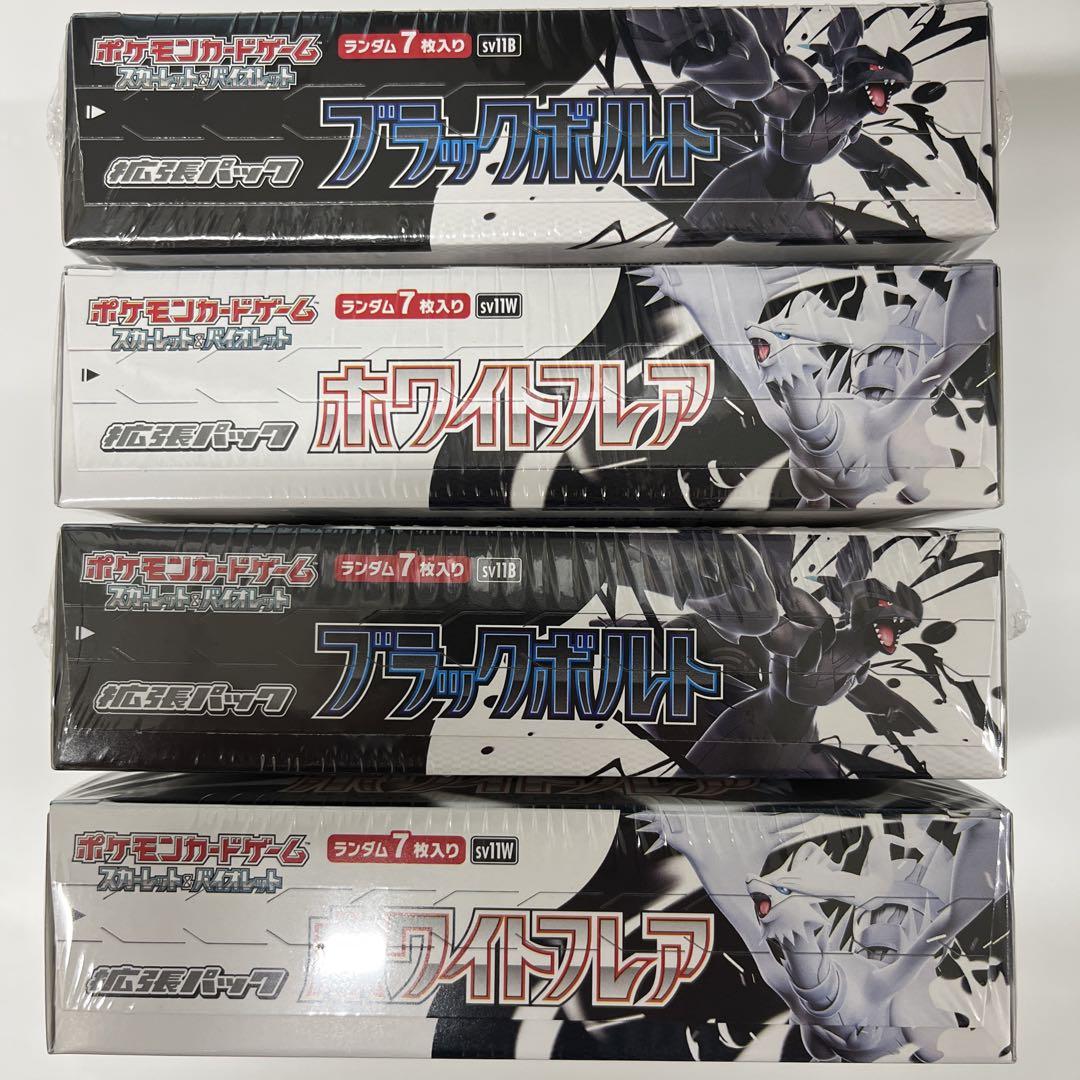 ポケモンカードゲーム
スカーレット&バイオレット
ランダム7枚入り sv11B
拡張パック
ブラックボルト
ポケモンカードゲーム
スカーレット&バイオレット
ランダム7枚入り sv11W
拡張パック
ホワイトフレア
ポケモンカードゲーム
スカーレット&バイオレット
ランダム7枚入り sv11B
拡張パック
ブラックボルト
ポケモンカードゲーム
スカーレット&バイオレット
ランダム7枚入り sv11W
拡張パック
ホワイトフレア